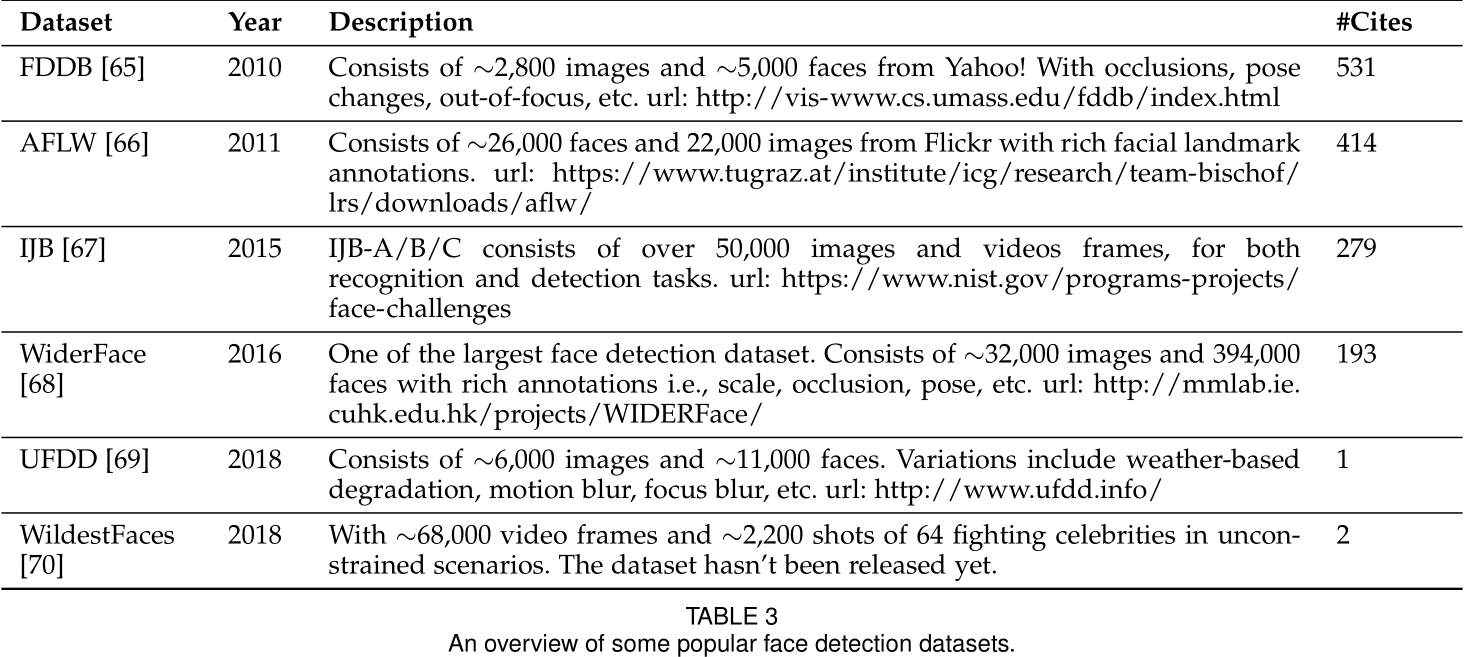 Dataset Year Description #Cites
FDDB [65] 2010 Consists of ∼2,800 images and ∼5,000 faces from Yahoo! With occlusions, pose 531
changes, out-of-focus, etc. url: http://vis-www.cs.umass.edu/fddb/index.html
AFLW [66] 2011 Consists of ∼26,000 faces and 22,000 images from Flickr with rich facial landmark 414
annotations. url: https://www.tugraz.at/institute/icg/research/team-bischof/
lrs/downloads/aflw/
IJB [67] 2015 IJB-A/B/C consists of over 50,000 images and videos frames, for both 279
recognition and detection tasks. url: https://www.nist.gov/programs-projects/
face-challenges
WiderFace 2016 One of the largest face detection dataset. Consists of ∼32,000 images and 394,000 193
[68] faces with rich annotations i.e., scale, occlusion, pose, etc. url: http://mmlab.ie.
cuhk.edu.hk/projects/WIDERFace/
UFDD [69] 2018 Consists of ∼6,000 images and ∼11,000 faces. Variations include weather-based 1
degradation, motion blur, focus blur, etc. url: http://www.ufdd.info/
WildestFaces 2018 With ∼68,000 video frames and ∼2,200 shots of 64 fighting celebrities in uncon- 2
[70] strained scenarios. The dataset hasn't been released yet.
TABLE 3
An overview of some popular face detection datasets.